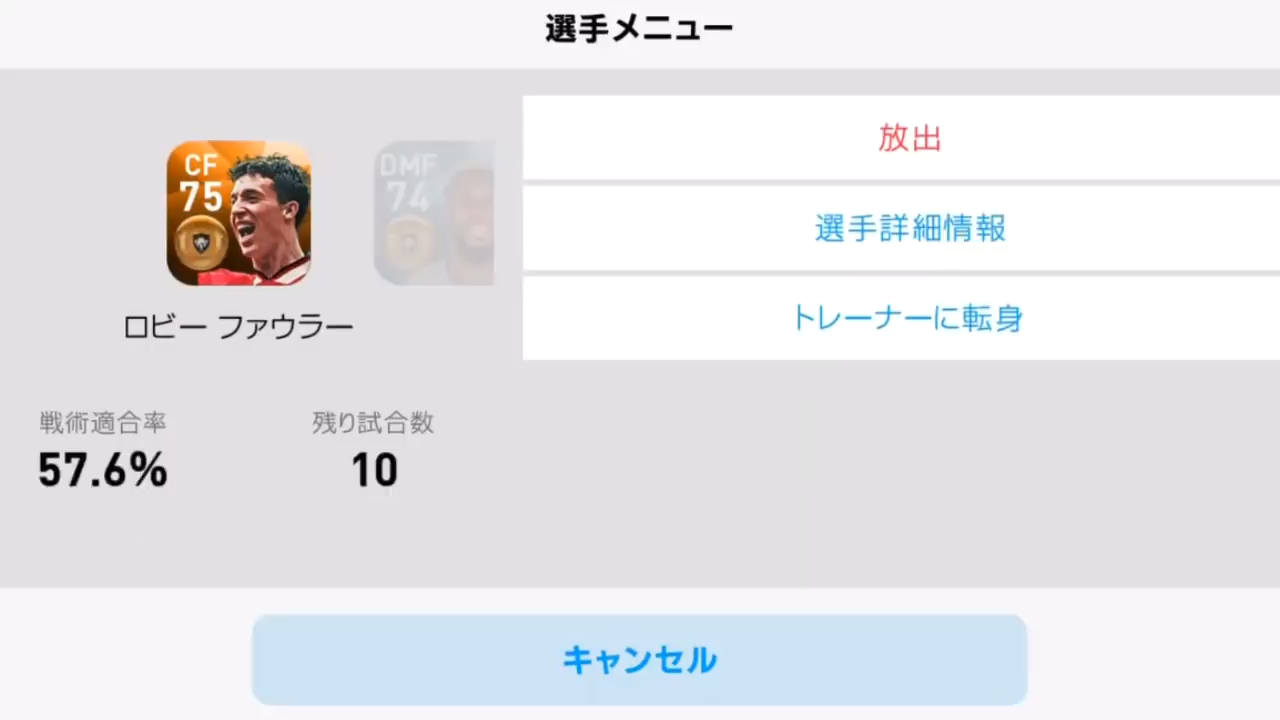 選手メニュー
CF
75
DMF
74
ロビー ファウラー
戦術適合率
57.6%
残り試合数
10
放出
選手詳細情報
トレーナーに転身
キャンセル